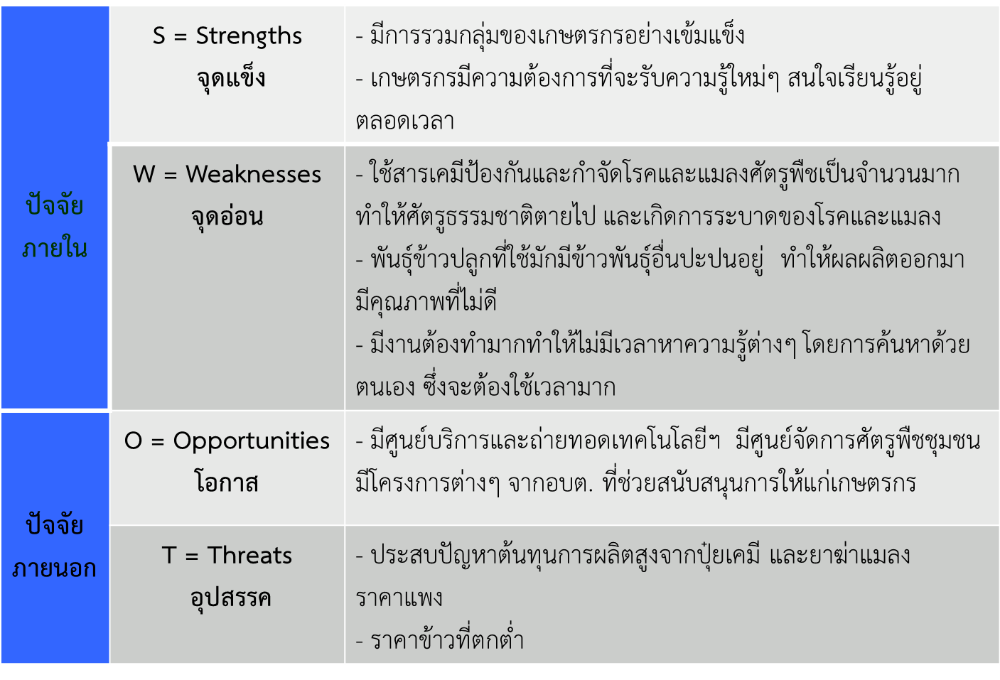 ปัจจัย
ภายใน
S = Strengths
จุดแข็ง
- มีการรวมกลุ่มของเกษตรกรอย่างเข้มแข็ง
- เกษตรกรมีความต้องการที่จะรับความรู้ใหม่ๆ สนใจเรียนรู้อยู่
ตลอดเวลา
W = Weaknesses
จุดอ่อน
- ใช้สารเคมีป้องกันและกำจัดโรคและแมลงศัตรูพืชเป็นจำนวนมาก
ทำให้ศัตรูธรรมชาติตายไป และเกิดการระบาดของโรคและแมลง
- พันธุ์ข้าวปลูกที่ใช้มักมีข้าวพันธุ์อื่นปะปนอยู่ ทำให้ผลผลิตออกมา
มีคุณภาพที่ไม่ดี
- มีงานต้องทำมากทำให้ไม่มีเวลาหาความรู้ต่างๆ โดยการค้นหาด้วย
ตนเอง ซึ่งจะต้องใช้เวลามาก
ปัจจัย
ภายนอก
O = Opportunities
โอกาส
- มีศูนย์บริการและถ่ายทอดเทคโนโลยีฯ มีศูนย์จัดการศัตรูพืชชุมชน
มีโครงการต่างๆ จากอบต. ที่ช่วยสนับสนุนการให้แก่เกษตรกร
T = Threats
อุปสรรค
- ประสบปัญหาต้นทุนการผลิตสูงจากปุ๋ยเคมี และยาฆ่าแมลง
ราคาแพง
- ราคาข้าวที่ตกต่ำ